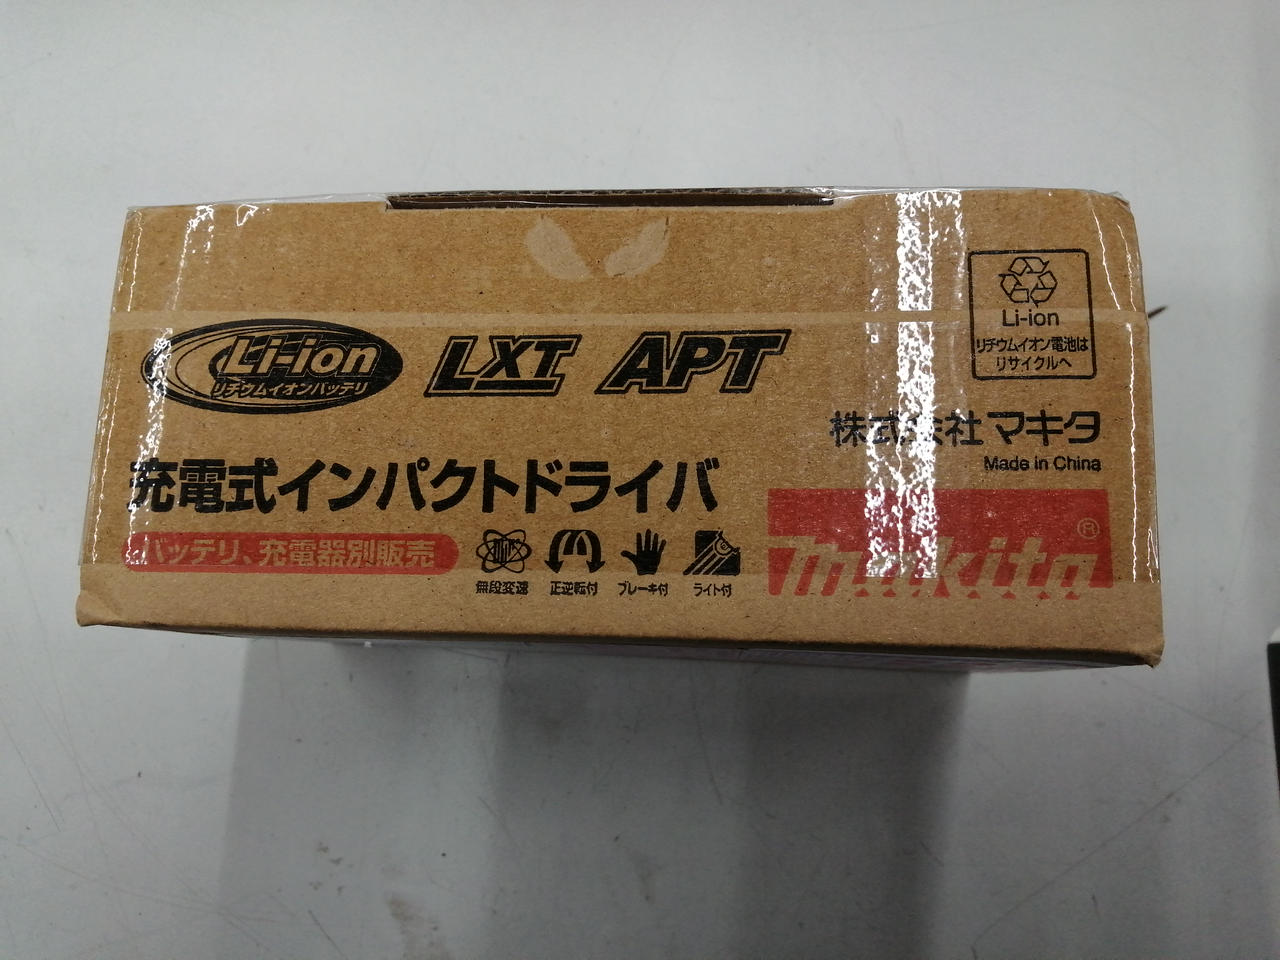 Li-ion
リチウムイオンバッテリ
LXT APT
Li-ion
リチウムイオン電池は
リサイクルへ
株式会社マキタ
Made in China
充電式インパクトドライバ
バッテリ、充電器別販売
無段変速
正逆転付
ブレーキ付
ライト付
makita®